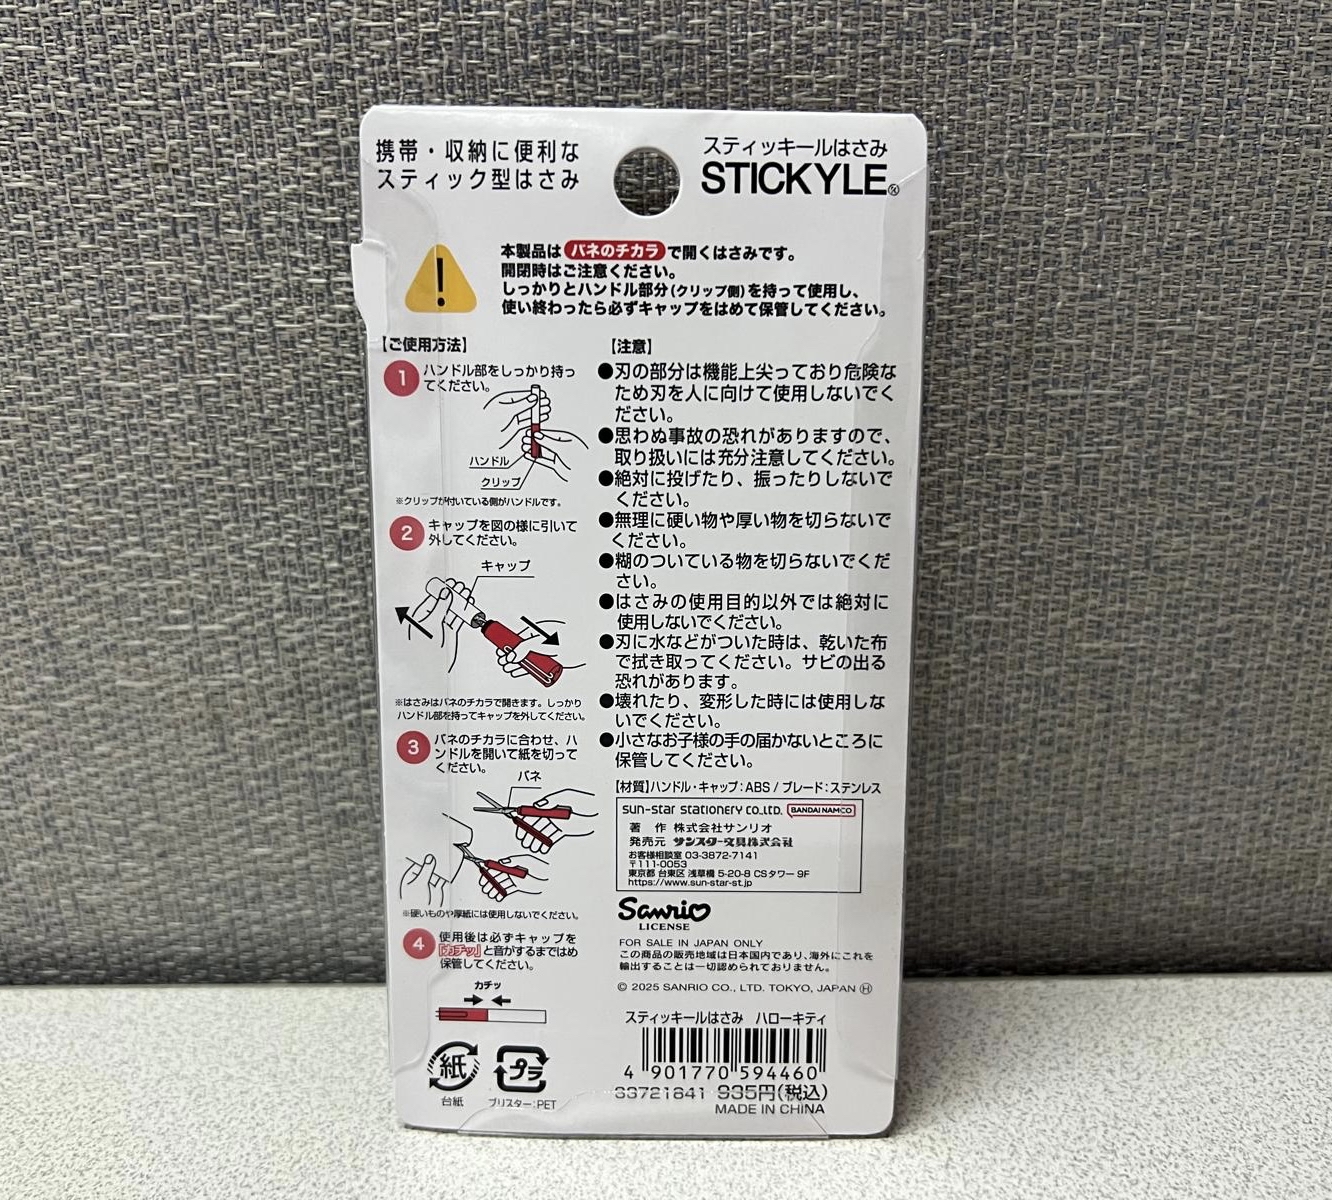 携帯・収納に便利な
スティック型はさみ
スティッキールはさみ
STICKYLE®
!
本製品はバネのチカラで開くはさみです。
開閉時はご注意ください。
しっかりとハンドル部分(クリップ側)を持って使用し、
使い終わったら必ずキャップをはめて保管してください。
【ご使用方法】
1
ハンドル部をしっかり持っ
てください。
ハンドル
クリップ
※クリップが付いている側がハンドルです。
2
キャップを図の様に引いて
外してください。
キャップ
※はさみはバネのチカラで開きます。しっかり
ハンドル部を持ってキャップを外してください。
3
バネのチカラに合わせ、ハ
ンドルを開いて紙を切って
ください。
バネ
※硬いものや厚紙には使用しないでください。
4
使用後は必ずキャップを
「カチッ」と音がするまではめ
保管してください。
カチッ
紙
台紙
プラ
ブリスター:PET
【注意】
●刃の部分は機能上尖っており危険な
ため刃を人に向けて使用しないでく
ださい。
●思わぬ事故の恐れがありますので、
取り扱いには充分注意してください。
●絶対に投げたり、振ったりしないで
ください。
●無理に硬い物や厚い物を切らないで
ください。
●糊のついている物を切らないでくだ
さい。
●はさみの使用目的以外では絶対に
使用しないでください。
●刃に水などがついた時は、乾いた布
で拭き取ってください。サビの出る
恐れがあります。
●壊れたり、変形した時には使用しな
いでください。
●小さなお子様の手の届かないところに
保管してください。
【材質】ハンドル・キャップ:ABS / ブレード:ステンレス
sun-star stationery co.,ltd. BANDAI NAMCO
著 作 株式会社サンリオ
発売元 サンスター文具株式会社
お客様相談室 03-3872-7141
〒111-0053
東京都 台東区 浅草橋 5-20-8 CSタワー 9F
https://www.sun-star-st.jp
Sanrio
LICENSE
FOR SALE IN JAPAN ONLY
この商品の販売地域は日本国内であり、海外にこれを
輸出することは一切認められておりません。
© 2025 SANRIO CO., LTD. TOKYO, JAPAN Ⓗ
スティッキールはさみ ハローキティ
4 901770 594460
S3721841 935円(税込)
MADE IN CHINA